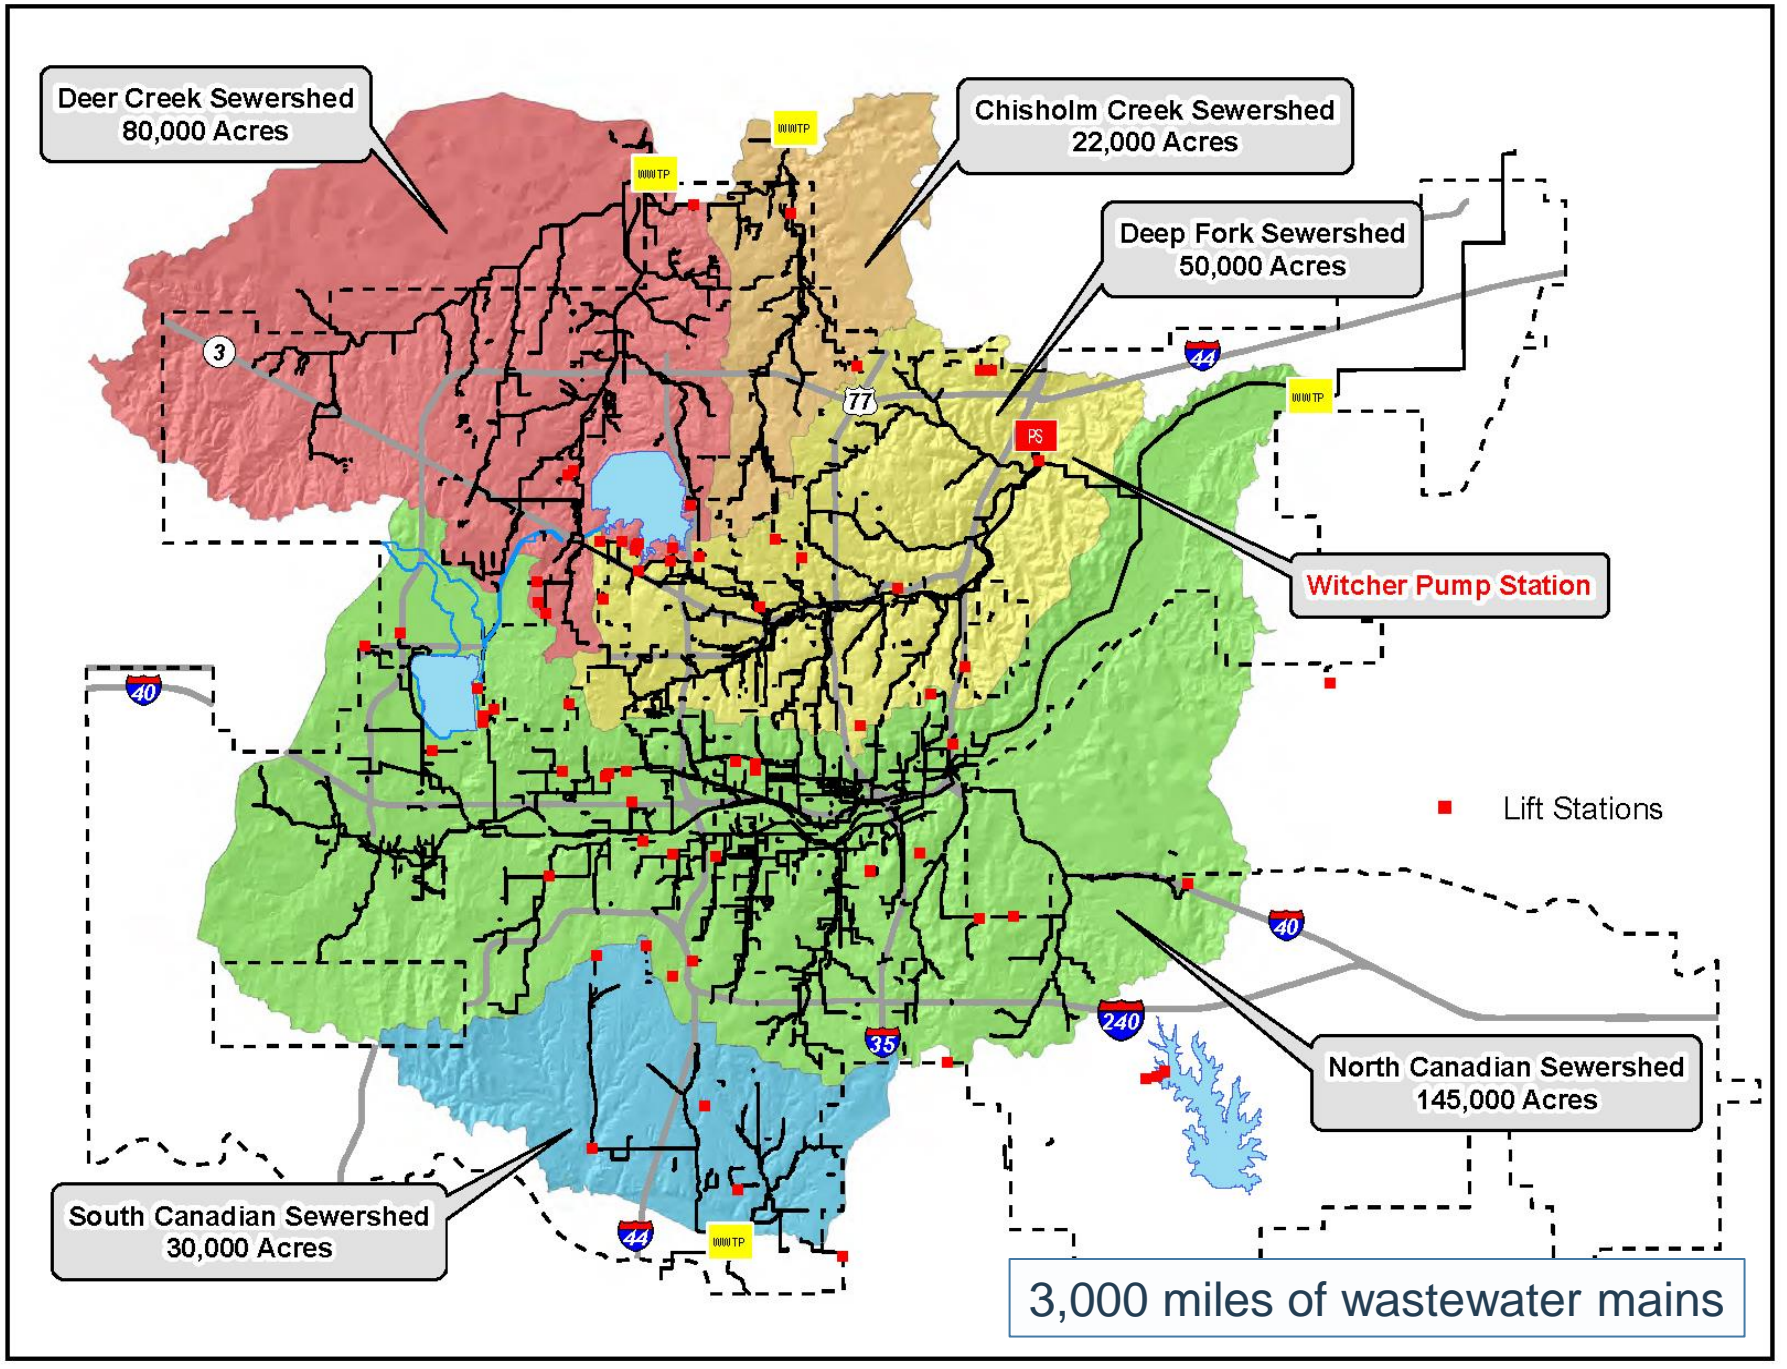 Deer Creek Sewershed
80,000 Acres
Chisholm Creek Sewershed
22,000 Acres
WWTP
WWTP
Deep Fork Sewershed
50,000 Acres
3
44
77
WWTP
PS
Witcher Pump Station
40
Lift Stations
40
240
35
North Canadian Sewershed
145,000 Acres
South Canadian Sewershed
30,000 Acres
44
WWTP
3,000 miles of wastewater mains